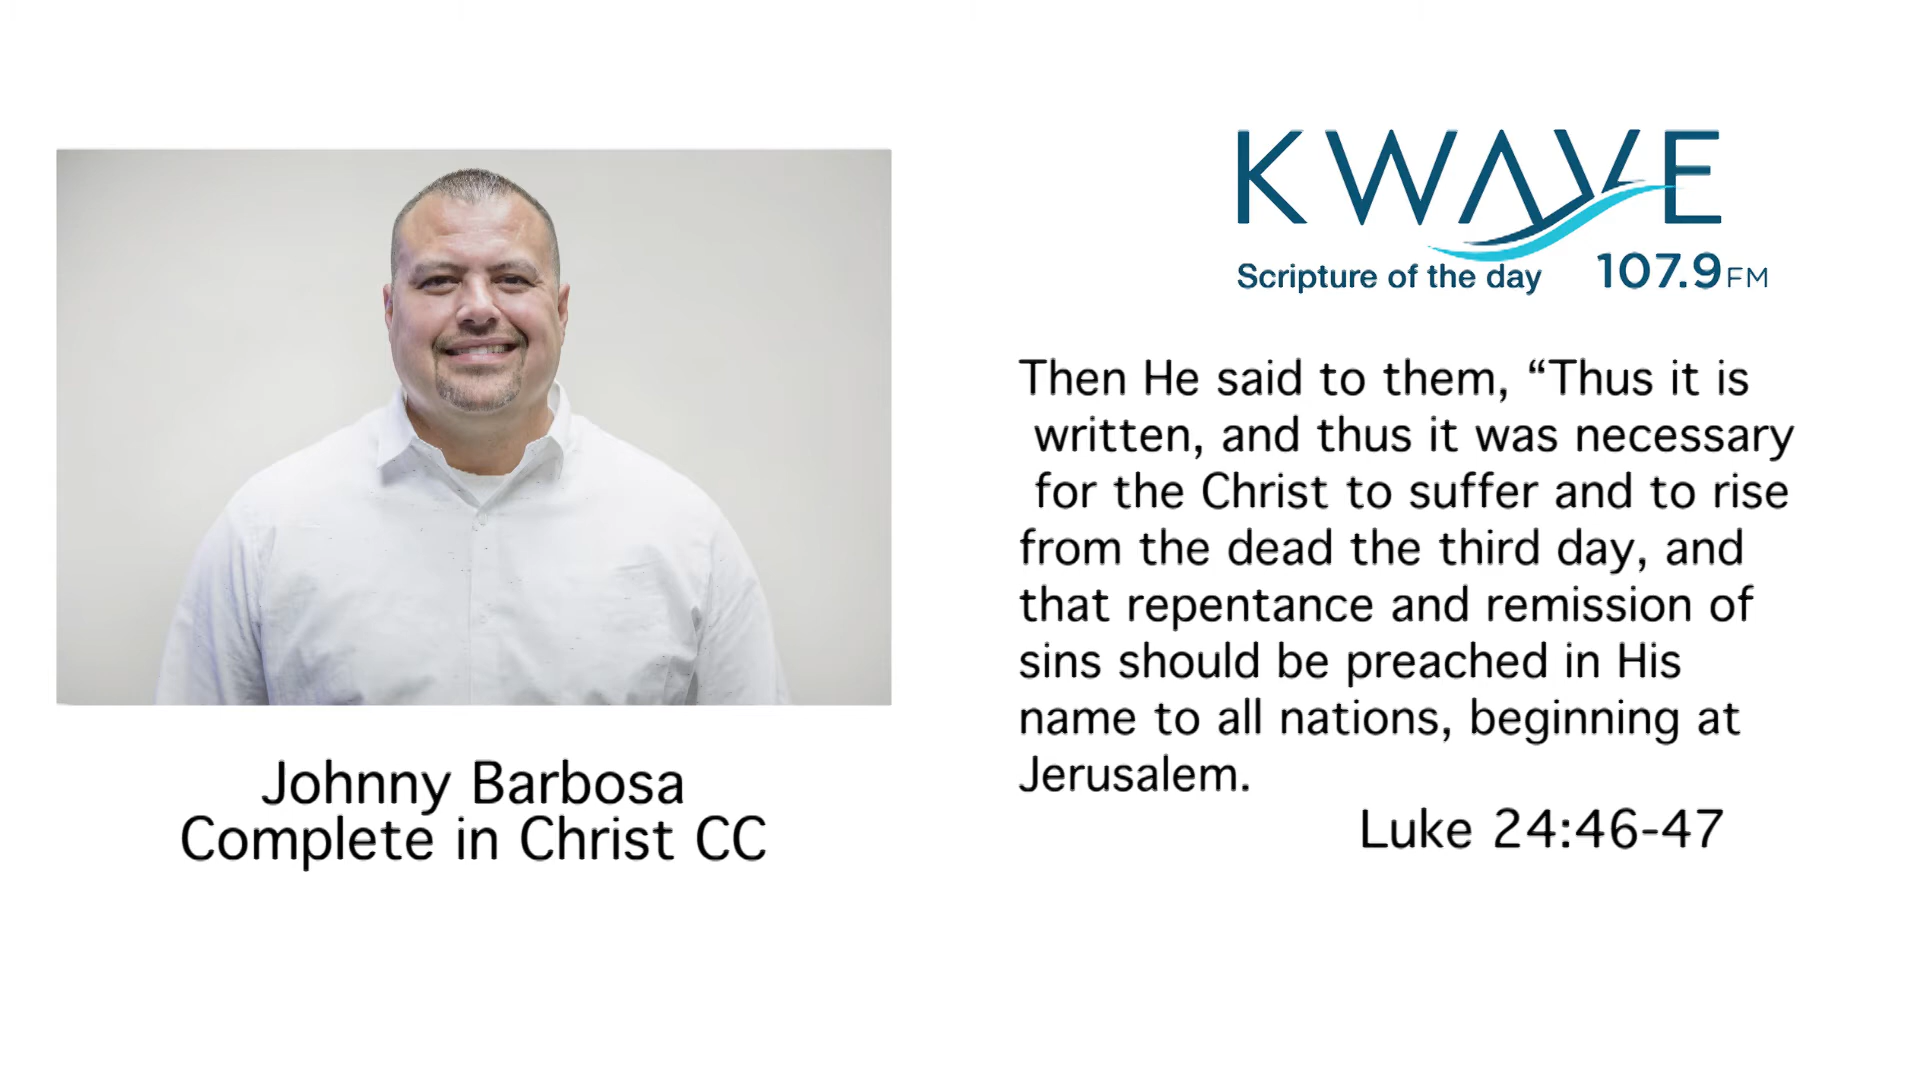 KWAVE
Scripture of the day 107.9 FM
Then He said to them, “Thus it is
written, and thus it was necessary
for the Christ to suffer and to rise
from the dead the third day, and
that repentance and remission of
sins should be preached in His
name to all nations, beginning at
Jerusalem.
Luke 24:46-47
Johnny Barbosa
Complete in Christ CC